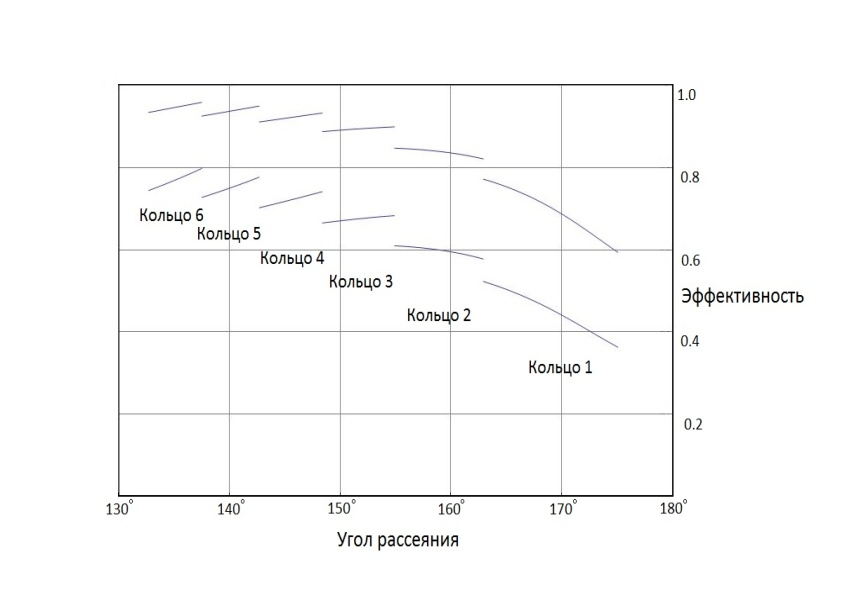 1.0
0.8
Кольцо 6
Кольцо 5
Кольцо 4
0.6
Кольцо 3
Эффективность
Кольцо 2
0.4
Кольцо 1
0.2
130° 140° 150° 160° 170° 180°
Угол рассеяния